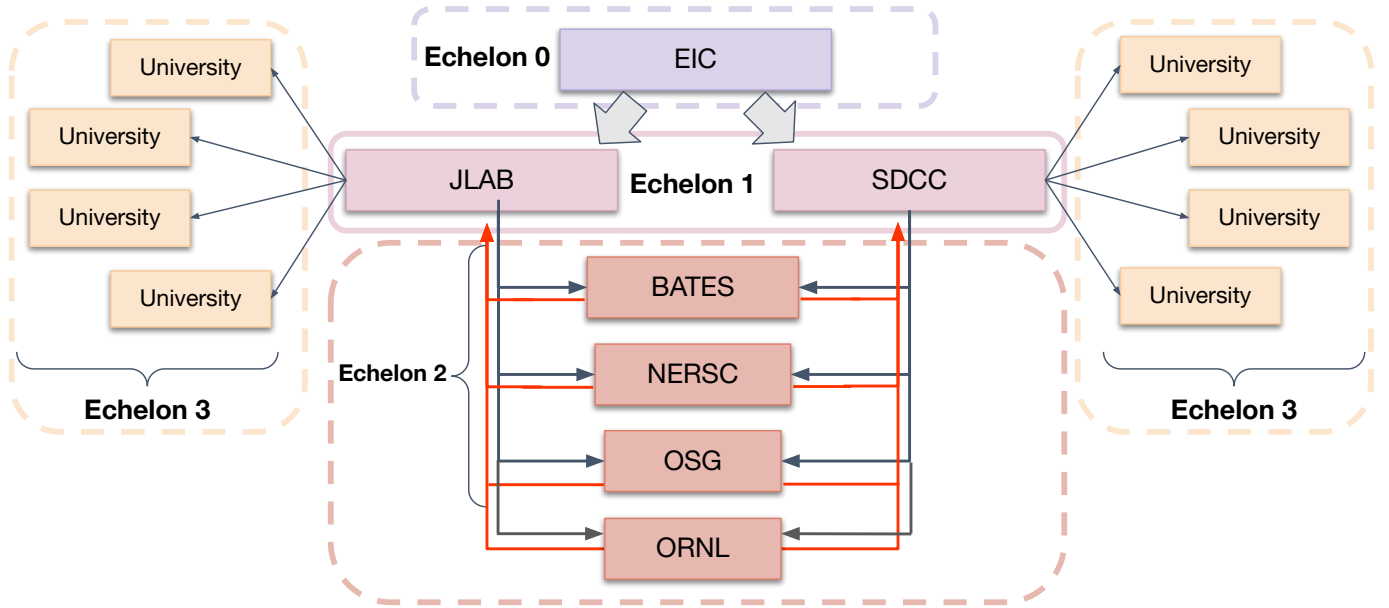 Echelon 0
EIC
University
University
University
University
Echelon 3
JLAB
Echelon 1
SDCC
University
University
University
University
Echelon 3
Echelon 2
BATES
NERSC
OSG
ORNL